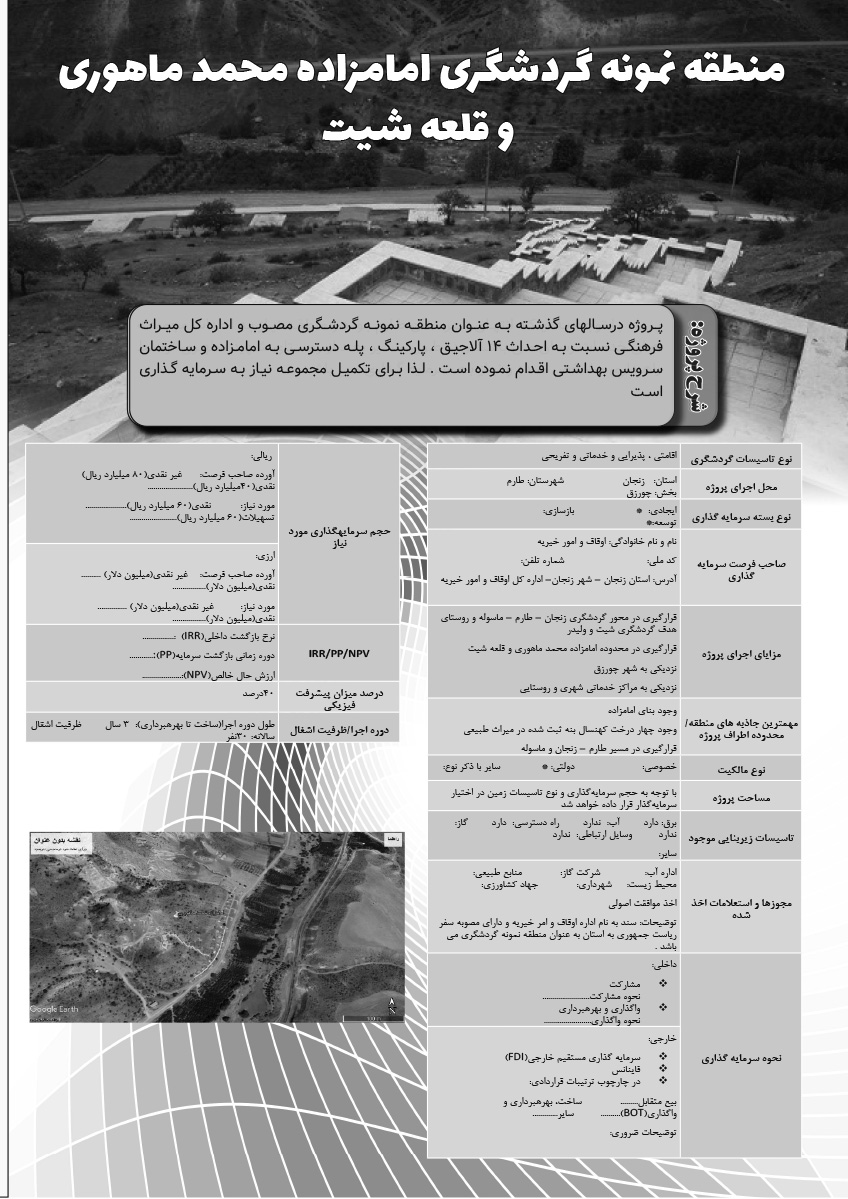 منطقه نمونه گردشگری امامزاده محمد ماهوری
و قلعه شیت
شرح پروژه:
پروژه درسالهای گذشته به عنوان منطقه نمونه گردشگری مصوب و اداره کل میراث
فرهنگی نسبت به احداث ۱۴ آلاچیق ، پارکینگ ، پله دسترسی به امامزاده و ساختمان
سرویس بهداشتی اقدام نموده است . لذا برای تکمیل مجموعه نیاز به سرمایه گذاری
است
نوع تاسیسات گردشگری
اقامتی ، پذیرایی و خدماتی و تفریحی
محل اجرای پروژه
استان: زنجان شهرستان: طارم
بخش: چورزق
نوع بسته سرمایه گذاری
ایجادی: * بازسازی:
توسعه:*
صاحب فرصت سرمایه
گذاری
نام و نام خانوادگی: اوقاف و امور خیریه
کد ملی: شماره تلفن:
آدرس: استان زنجان – شهر زنجان- اداره کل اوقاف و امور خیریه
مزایای اجرای پروژه
قرارگیری در محور گردشگری زنجان – طارم – ماسوله و روستای
هدف گردشگری شیت و ولیدر
قرارگیری در محدوده امامزاده محمد ماهوری و قلعه شیت
نزدیکی به شهر چورزق
نزدیکی به مراکز خدماتی شهری و روستایی
مهمترین جاذبه های منطقه/
محدوده اطراف پروژه
وجود بنای امامزاده
وجود چهار درخت کهنسال بنه ثبت شده در میراث طبیعی
قرارگیری در مسیر طارم – زنجان و ماسوله
نوع مالکیت
خصوصی: دولتی: * سایر با ذکر نوع:
مساحت پروژه
با توجه به حجم سرمایه‌گذاری و نوع تاسیسات زمین در اختیار
سرمایه‌گذار قرار داده خواهد شد
تاسیسات زیربنایی موجود
برق: دارد آب: ندارد راه دسترسی: دارد گاز:
ندارد وسایل ارتباطی: ندارد
سایر:
مجوزها و استعلامات اخذ
شده
اداره آب: شرکت گاز: منابع طبیعی:
محیط زیست: شهرداری: جهاد کشاورزی:
اخذ موافقت اصولی
توضیحات: سند به نام اداره اوقاف و امر خیریه و دارای مصوبه سفر
ریاست جمهوری به استان به عنوان منطقه نمونه گردشگری می
باشد .
نحوه سرمایه گذاری
داخلی:
❖ مشارکت
نحوه مشارکت......................
❖ واگذاری و بهره‌برداری
نحوه واگذاری......................
خارجی:
❖ سرمایه گذاری مستقیم خارجی(FDI)
❖ فاینانس
❖ در چارچوب ترتیبات قراردادی:
بیع متقابل......... ساخت، بهره‌برداری و
واگذاری(BOT)......... سایر............
توضیحات ضروری:
حجم سرمایه‎گذاری مورد
نیاز
ریالی:
آورده صاحب فرصت: غیر نقدی(۸۰ میلیارد ریال)
نقدی(۴۰میلیارد ریال)....................
مورد نیاز: نقدی(۶۰ میلیارد ریال)..................
تسهیلات(۶۰ میلیارد ریال)......................
ارزی:
آورده صاحب فرصت: غیر نقدی(میلیون دلار) .........
نقدی(میلیون دلار)...............
مورد نیاز: غیر نقدی(میلیون دلار) .............
نقدی(میلیون دلار)...............
IRR/PP/NPV
نرخ بازگشت داخلی(IRR) :..............
دوره زمانی بازگشت سرمایه(PP):...........
ارزش حال خالص(NPV):..................
درصد میزان پیشرفت
فیزیکی
۴۰درصد
دوره اجرا/ظرفیت اشغال
طول دوره اجرا(ساخت تا بهره‌برداری): ۳ سال ظرفیت اشغال
سالانه: ۳۰نفر
نقشه بدون عنوان
راهنما
Google Earth